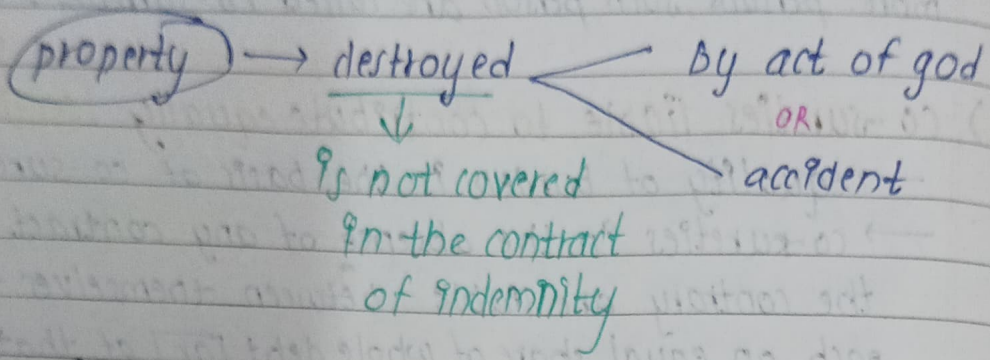 property → destroyed By act of god
OR.
accident
↓
is not covered
in the contract
of indemnity